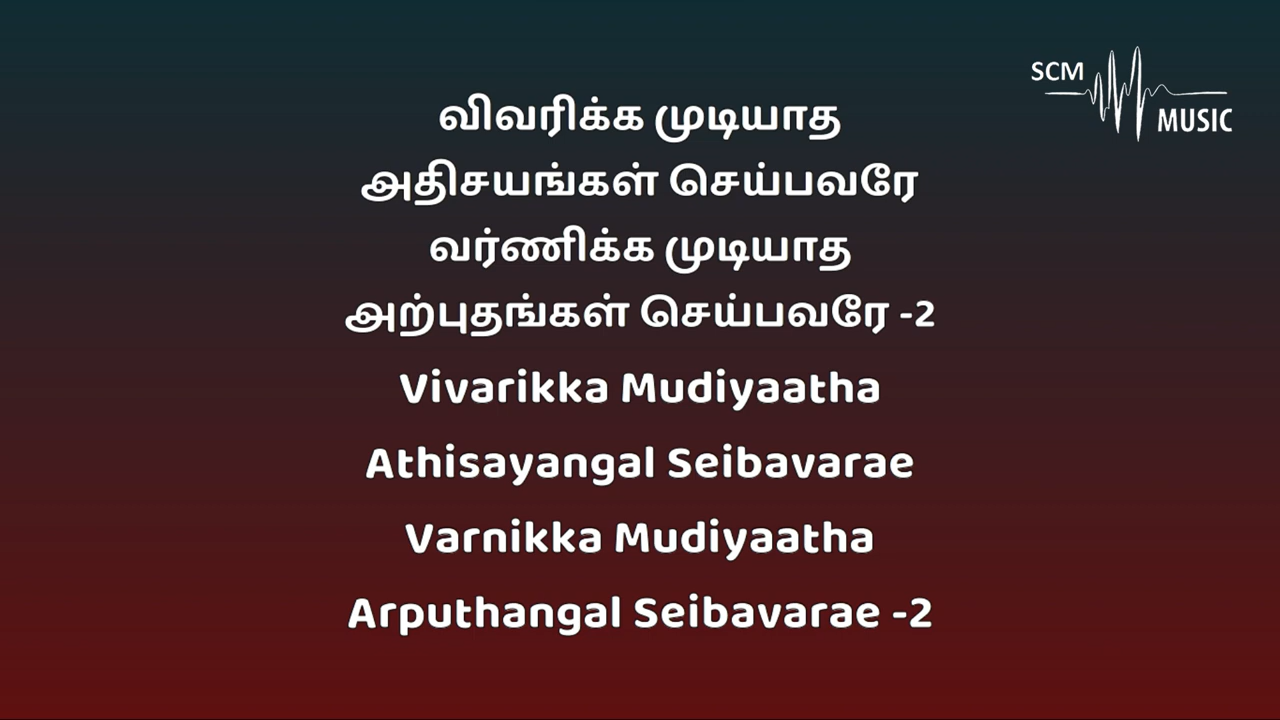 SCM
MUSIC
விவரிக்க முடியாத
அதிசயங்கள் செய்பவரே
வர்ணிக்க முடியாத
அற்புதங்கள் செய்பவரே -2
Vivarikka Mudiyaatha
Athisayangal Seibavarae
Varnikka Mudiyaatha
Arputhangal Seibavarae -2